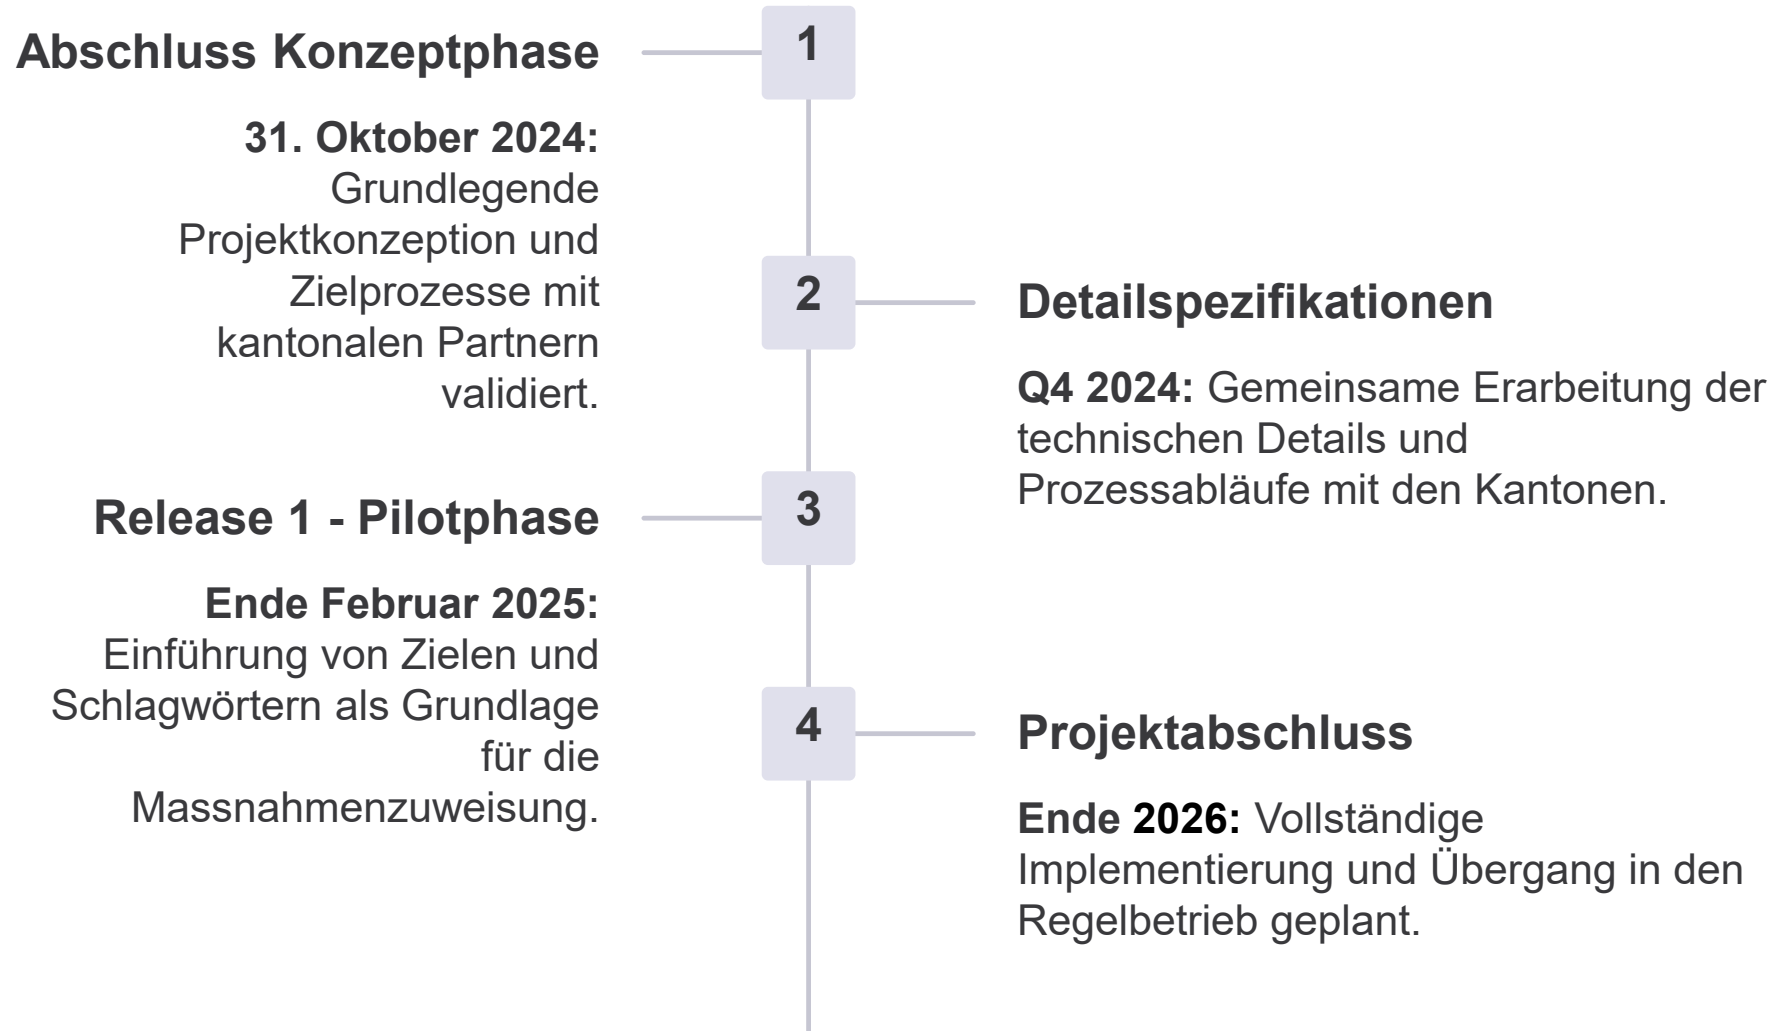 1
Abschluss Konzeptphase
31. Oktober 2024:
Grundlegende
Projektkonzeption und
Zielprozesse mit
kantonalen Partnern
validiert.
2
Detailspezifikationen
Q4 2024: Gemeinsame Erarbeitung der
technischen Details und
Prozessabläufe mit den Kantonen.
3
Release 1 - Pilotphase
Ende Februar 2025:
Einführung von Zielen und
Schlagwörtern als Grundlage
für die
Massnahmenzuweisung.
4
Projektabschluss
Ende 2026: Vollständige
Implementierung und Übergang in den
Regelbetrieb geplant.